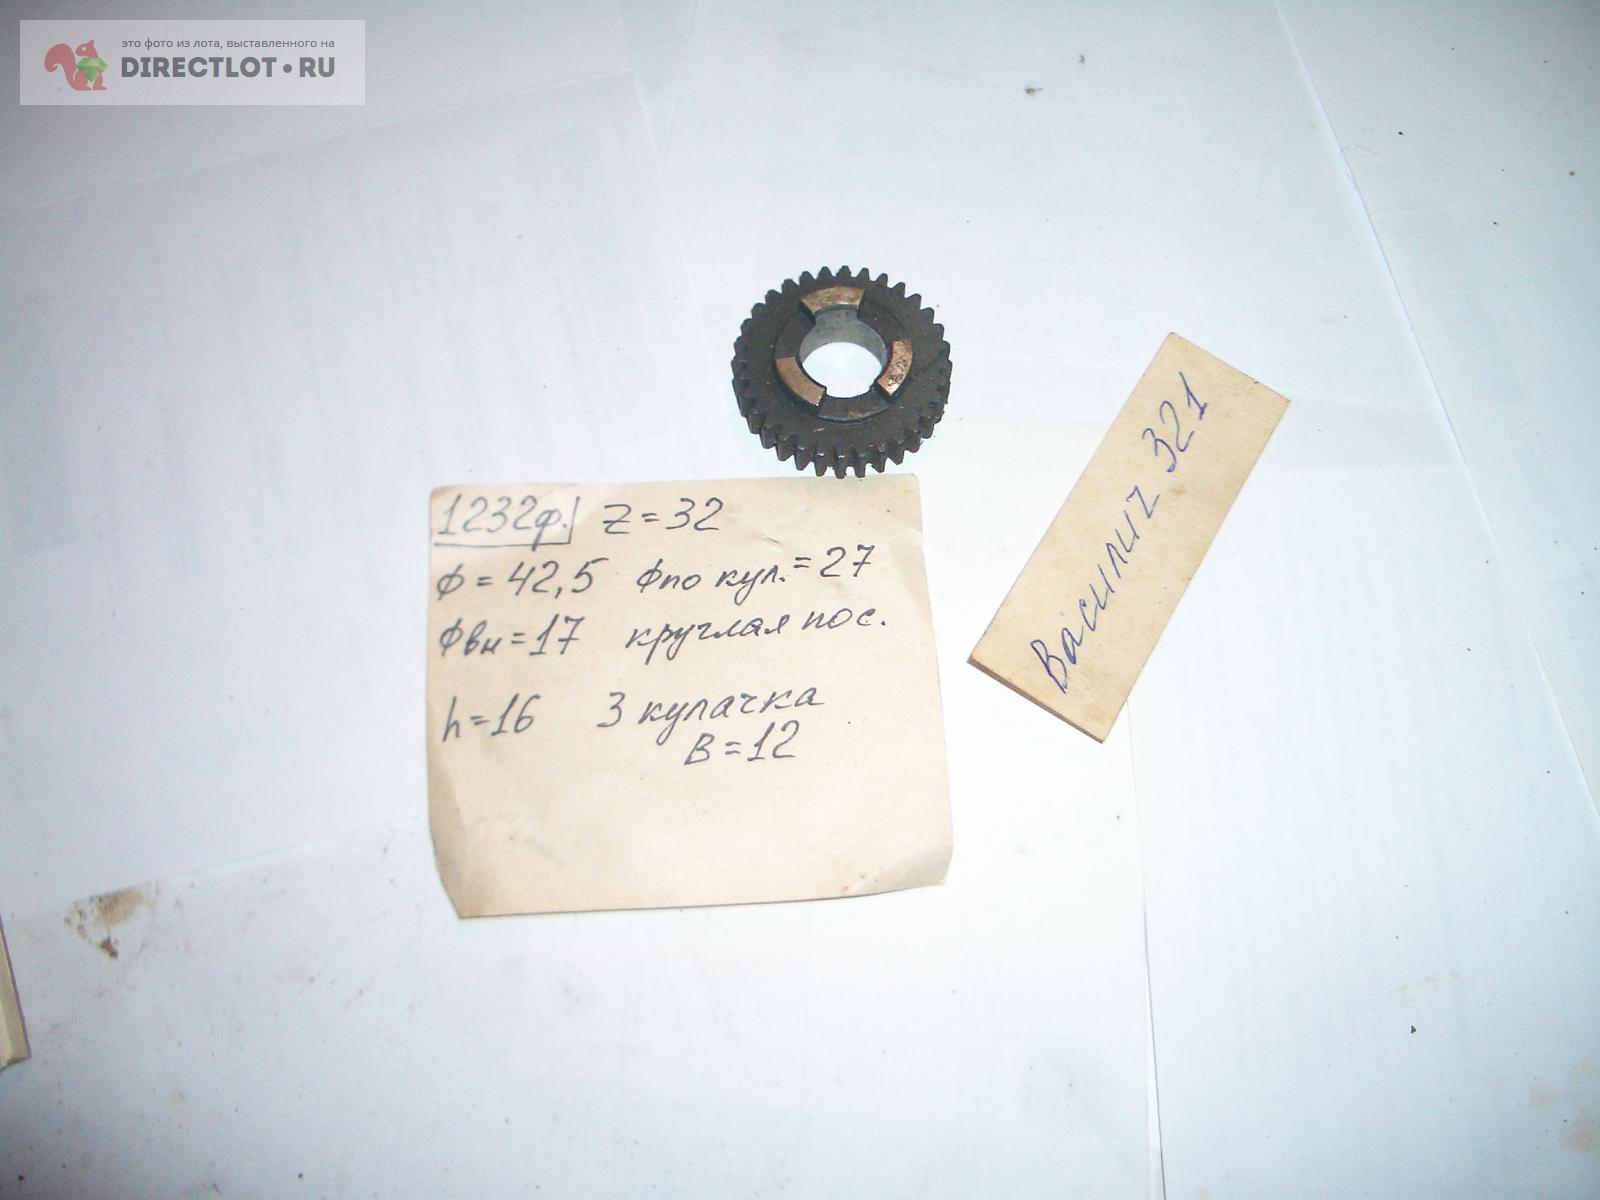 это фото из лота, выставленного на
DIRECTLOT•RU
1232ф. Z=32
ф=42,5 Фпо кул.=27
Фвн=17 круглая пос.
h=16 3 кулачка
B=12
Василич 321